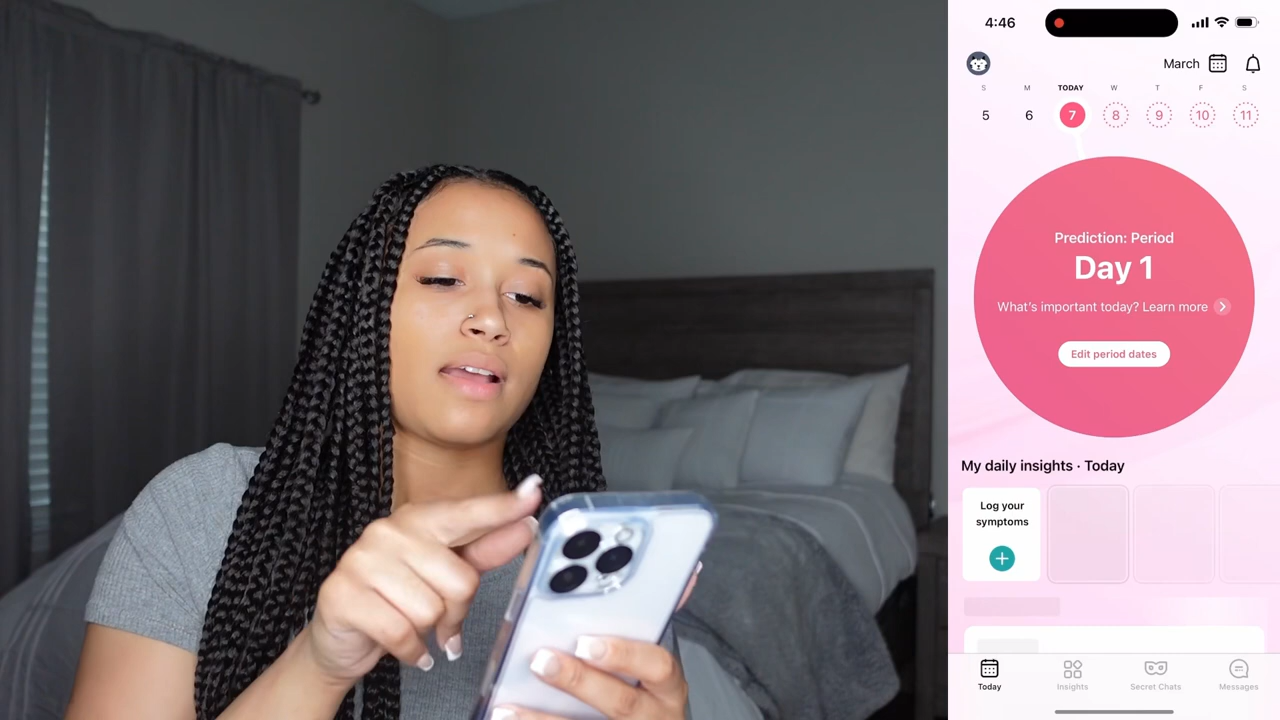 4:46
March
S M TODAY W T F S
5 6 7 8 9 10 11
Prediction: Period
Day 1
What's important today? Learn more
Edit period dates
My daily insights · Today
Log your
symptoms
Today Insights Secret Chats Messages